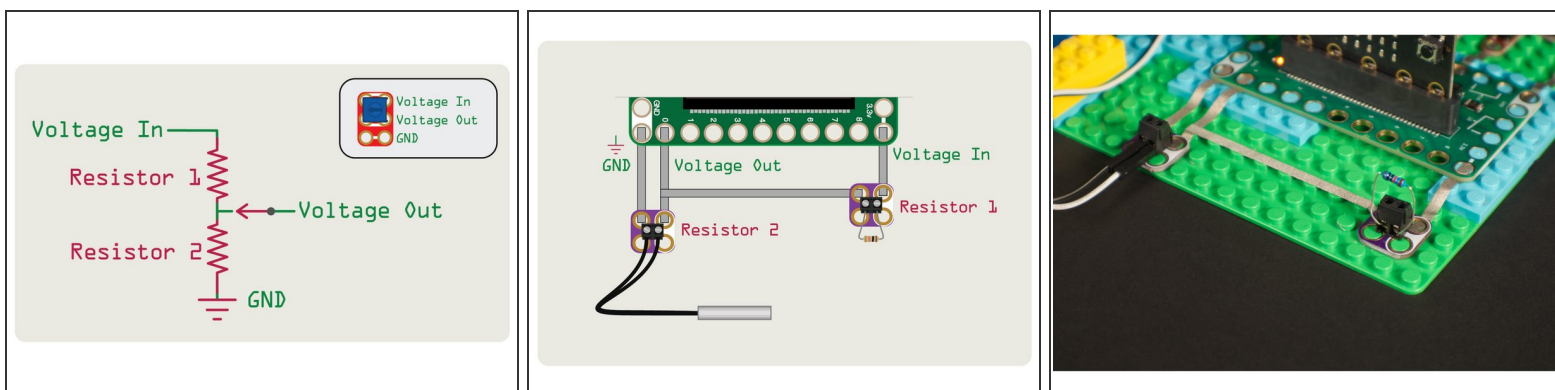 Voltage In
Resistor 1
Voltage Out
Resistor 2
GND
Voltage In
Voltage Out
GND
GND
3.3V
0 1 2 3 4 5 6 7 8
GND
Voltage Out
Voltage In
Resistor 1
Resistor 2